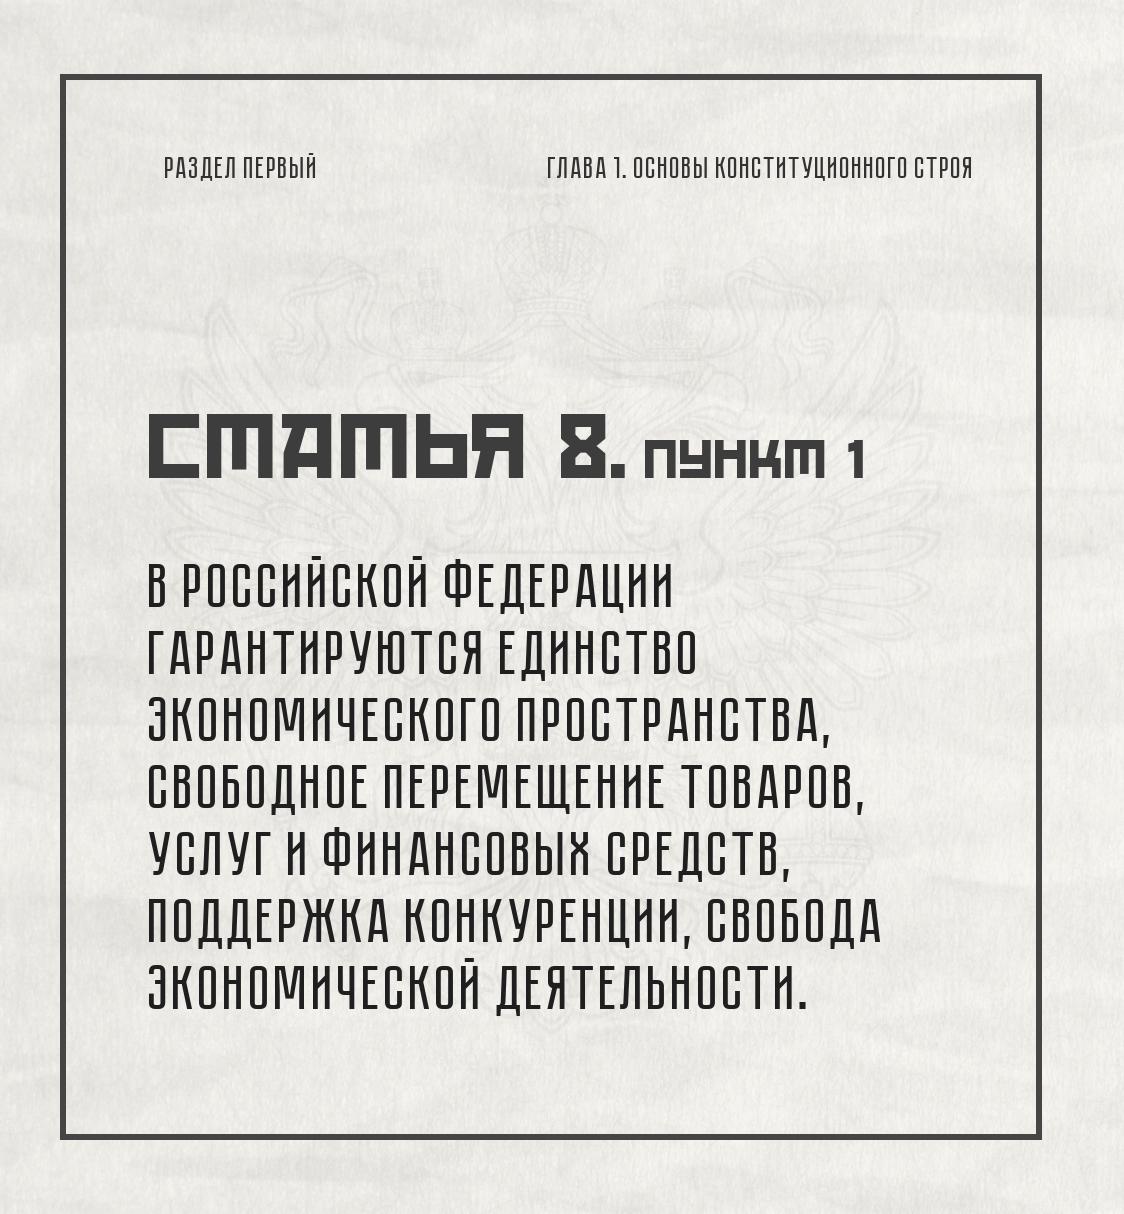 РАЗДЕЛ ПЕРВЫЙ
ГЛАВА 1. ОСНОВЫ КОНСТИТУЦИОННОГО СТРОЯ
СТАТЬЯ 8. ПУНКТ 1
В РОССИЙСКОЙ ФЕДЕРАЦИИ
ГАРАНТИРУЮТСЯ ЕДИНСТВО
ЭКОНОМИЧЕСКОГО ПРОСТРАНСТВА,
СВОБОДНОЕ ПЕРЕМЕЩЕНИЕ ТОВАРОВ,
УСЛУГ И ФИНАНСОВЫХ СРЕДСТВ,
ПОДДЕРЖКА КОНКУРЕНЦИИ, СВОБОДА
ЭКОНОМИЧЕСКОЙ ДЕЯТЕЛЬНОСТИ.